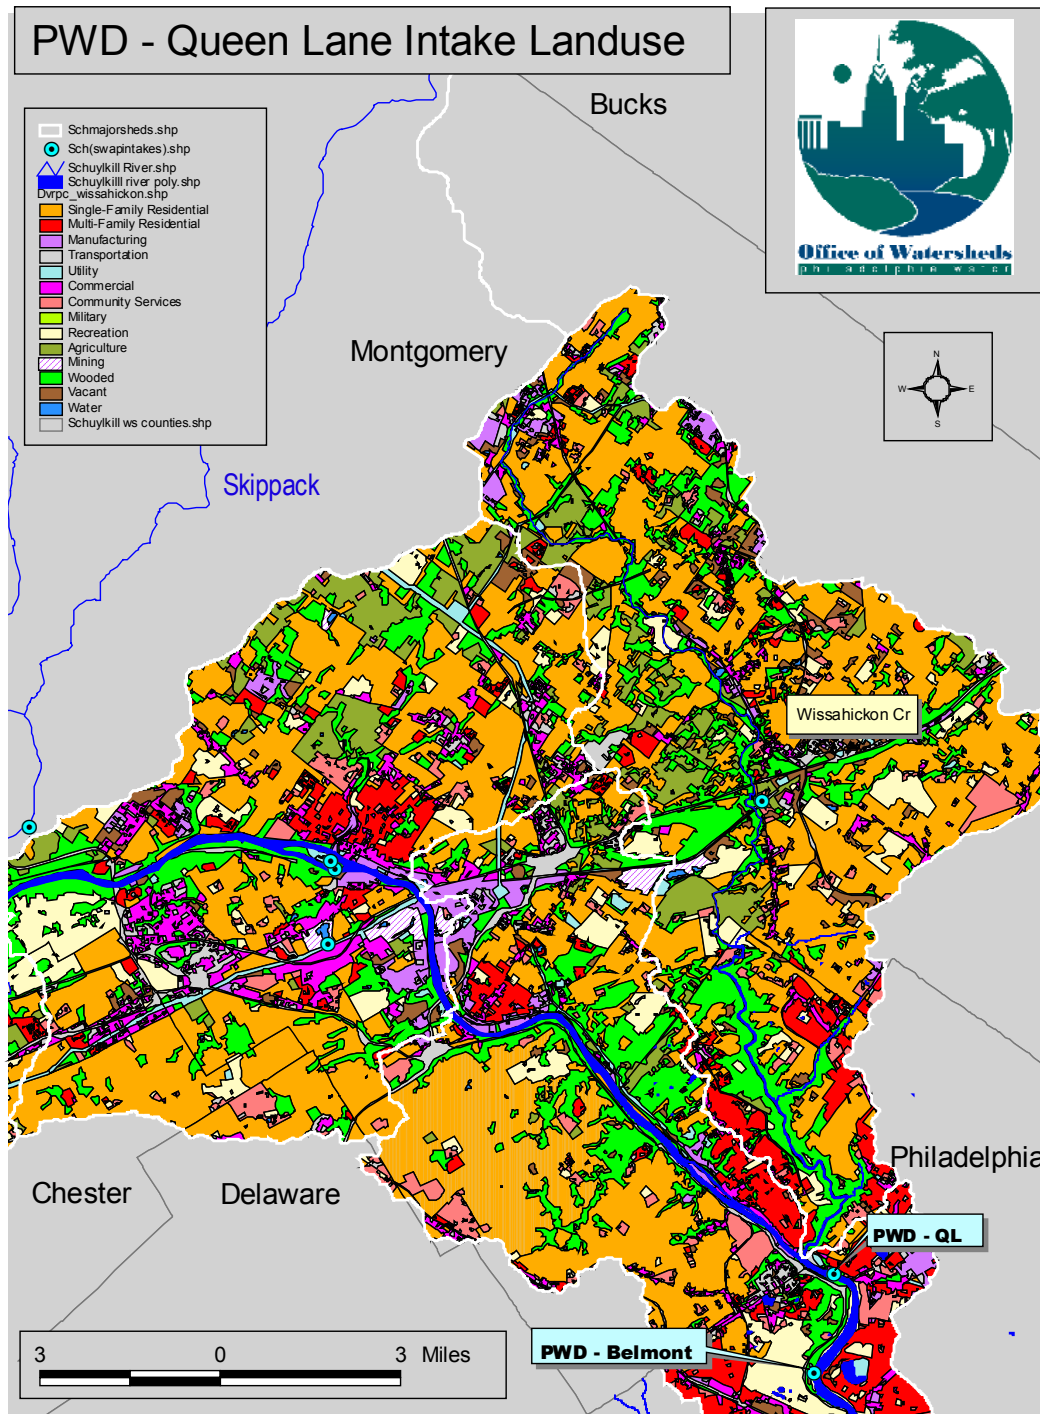 PWD - Queen Lane Intake Landuse
Bucks
Schmajorsheds.shp
Sch(swapintakes).shp
Schuylkill River.shp
Schuylkill river poly.shp
Dvrpc_wissahickon.shp
Single-Family Residential
Multi-Family Residential
Manufacturing
Transportation
Utility
Commercial
Community Services
Military
Recreation
Agriculture
Mining
Wooded
Vacant
Water
Schuylkill ws counties.shp
Office of Watersheds
philadelphia water
Montgomery
N
W E
S
Skippack
Wissahickon Cr
Philadelphia
Chester
Delaware
PWD - QL
PWD - Belmont
3 0 3 Miles